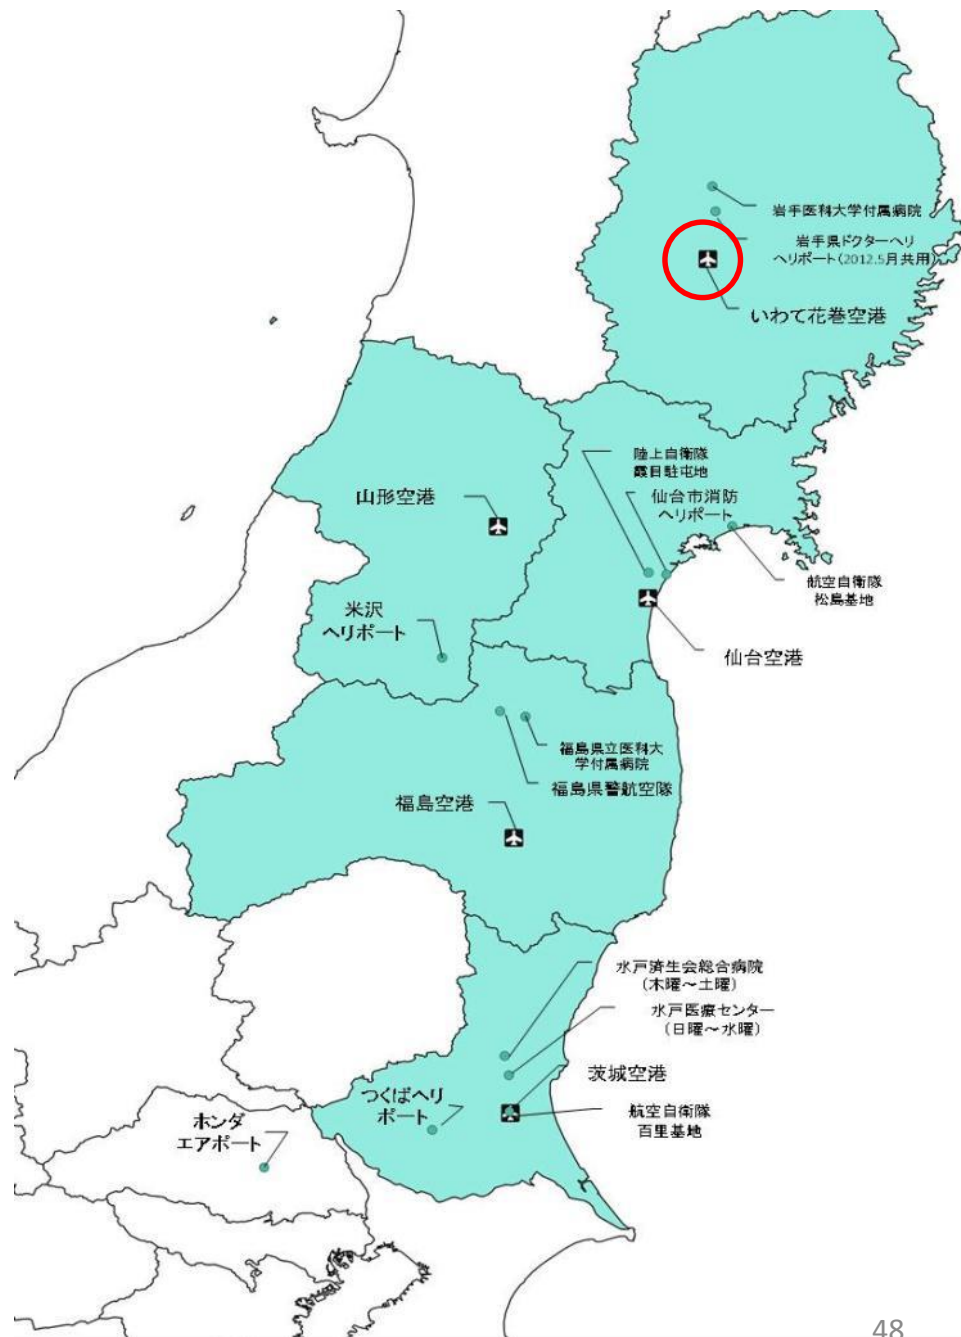 岩手医科大学付属病院
岩手県ドクターヘリ
ヘリポート(2012.5月共用)
いわて花巻空港
陸上自衛隊
霞目駐屯地
仙台市消防
ヘリポート
山形空港
航空自衛隊
松島基地
米沢
ヘリポート
仙台空港
福島県立医科大
学付属病院
福島県警航空隊
福島空港
水戸済生会総合病院
(木曜～土曜)
水戸医療センター
(日曜～水曜)
茨城空港
つくばヘリ
ポート
航空自衛隊
百里基地
ホンダ
エアポート
48